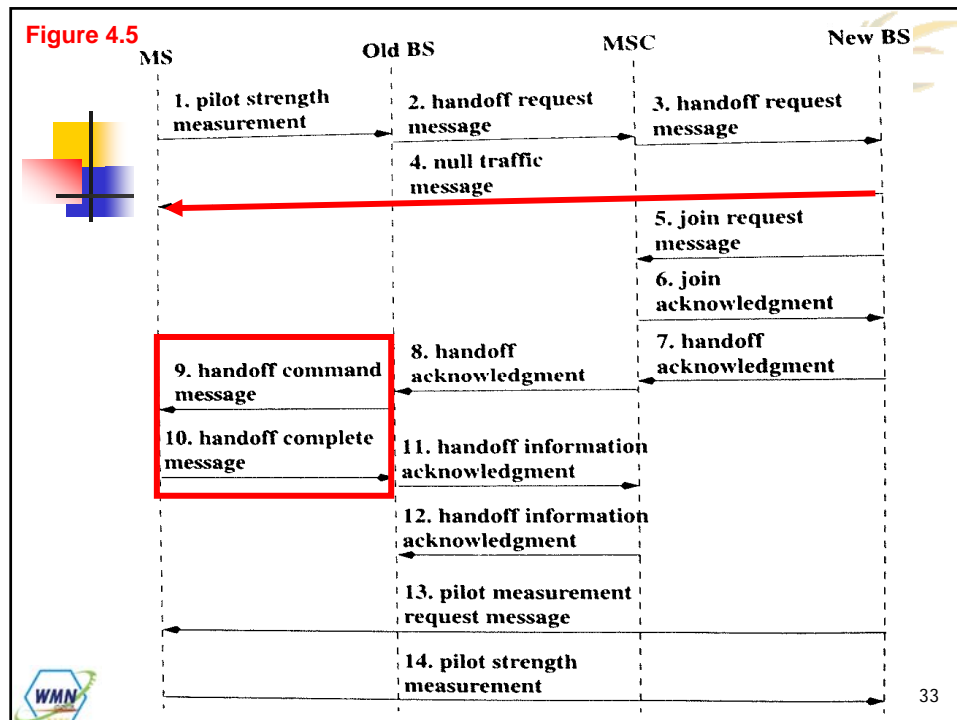 Figure 4.5
MS
Old BS
MSC
New BS
1. pilot strength
measurement
2. handoff request
message
3. handoff request
message
4. null traffic
message
5. join request
message
6. join
acknowledgment
7. handoff
acknowledgment
8. handoff
acknowledgment
9. handoff command
message
10. handoff complete
message
11. handoff information
acknowledgment
12. handoff information
acknowledgment
13. pilot measurement
request message
14. pilot strength
measurement
WMN
33